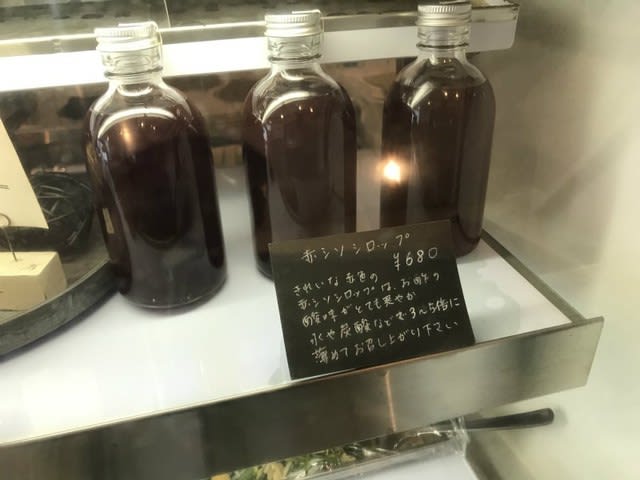 赤シソシロップ
¥680
きれいな赤色の
赤シソシロップは、お酢の
酸味がとても爽やか
水や炭酸などで3〜5倍に
薄めてお召し上がり下さい